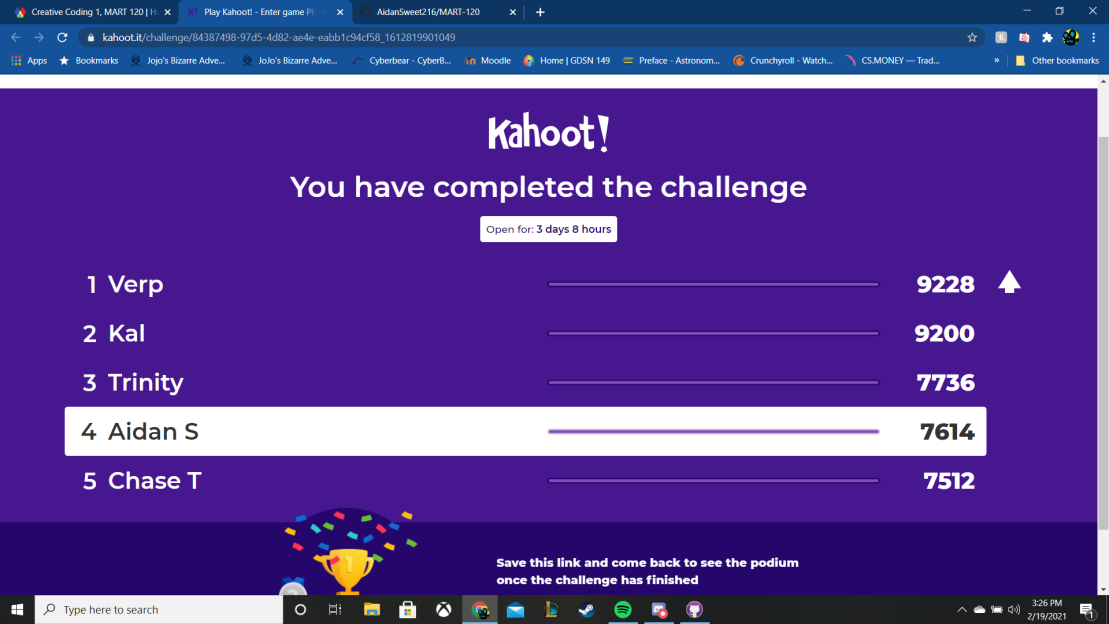 Creative Coding 1, MART 120 | H
Play Kahoot! - Enter game PI
AidanSweet216/MART-120
kahoot.it/challenge/84387498-97d5-4d82-ae4e-eabb1c94cf58_1612819901049
Apps
Bookmarks
Jojo's Bizarre Adve...
JoJo's Bizarre Adve...
Cyberbear - CyberB...
Moodle
Home | GDSN 149
Preface - Astronom...
Crunchyroll - Watch...
CS.MONEY — Trad...
»
Other bookmarks
Kahoot!
You have completed the challenge
Open for: 3 days 8 hours
1 Verp 9228
2 Kal 9200
3 Trinity 7736
4 Aidan S 7614
5 Chase T 7512
1
Save this link and come back to see the podium
once the challenge has finished
Type here to search
3:26 PM
2/19/2021
1